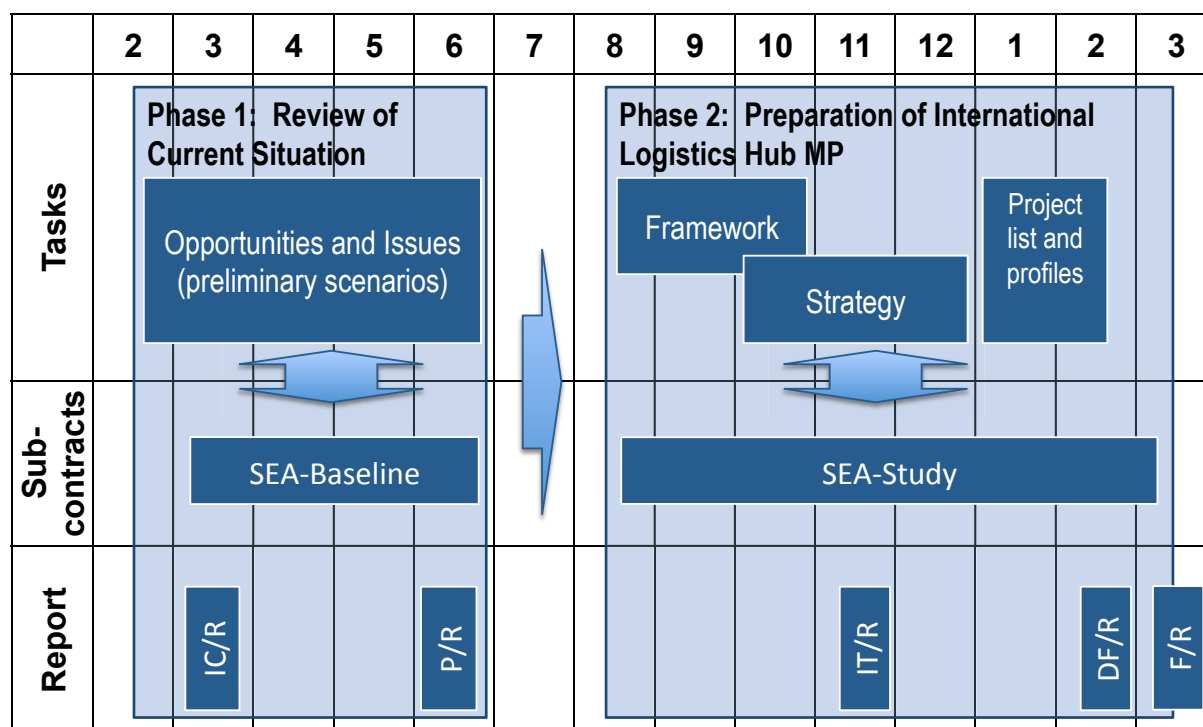 2 3 4 5 6 7 8 9 10 11 12 1 2 3
Tasks
Phase 1: Review of
Current Situation
Opportunities and Issues
(preliminary scenarios)
Phase 2: Preparation of International
Logistics Hub MP
Framework
Strategy
Project
list and
profiles
Sub-
contracts
SEA-Baseline
SEA-Study
Report
IC/R
P/R
IT/R
DF/R
F/R